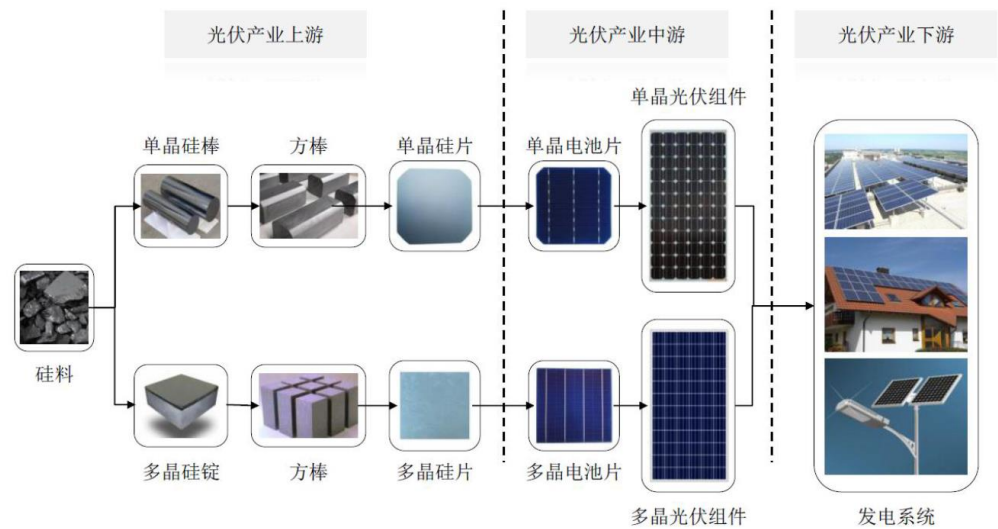 光伏产业上游
光伏产业中游
光伏产业下游
单晶光伏组件
单晶硅棒
方棒
单晶硅片
单晶电池片
硅料
多晶硅锭
方棒
多晶硅片
多晶电池片
多晶光伏组件
发电系统